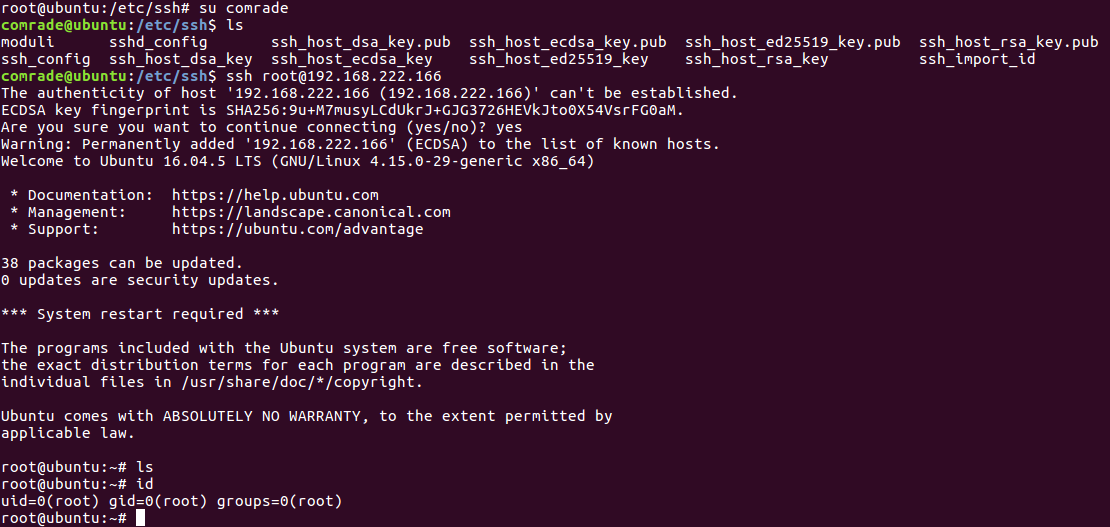 root@ubuntu:/etc/ssh# su comrade
comrade@ubuntu:/etc/ssh$ ls
moduli      sshd_config       ssh_host_dsa_key.pub  ssh_host_ecdsa_key.pub  ssh_host_ed25519_key.pub  ssh_host_rsa_key.pub
ssh_config  ssh_host_dsa_key  ssh_host_ecdsa_key    ssh_host_ed25519_key    ssh_host_rsa_key          ssh_import_id
comrade@ubuntu:/etc/ssh$ ssh root@192.168.222.166
The authenticity of host '192.168.222.166 (192.168.222.166)' can't be established.
ECDSA key fingerprint is SHA256:9u+M7musyLCdUkrJ+GJG3726HEVkJto0X54VsrFG0aM.
Are you sure you want to continue connecting (yes/no)? yes
Warning: Permanently added '192.168.222.166' (ECDSA) to the list of known hosts.
Welcome to Ubuntu 16.04.5 LTS (GNU/Linux 4.15.0-29-generic x86_64)

 * Documentation:  https://help.ubuntu.com
 * Management:     https://landscape.canonical.com
 * Support:        https://ubuntu.com/advantage

38 packages can be updated.
0 updates are security updates.

*** System restart required ***

The programs included with the Ubuntu system are free software;
the exact distribution terms for each program are described in the
individual files in /usr/share/doc/*/copyright.

Ubuntu comes with ABSOLUTELY NO WARRANTY, to the extent permitted by
applicable law.

root@ubuntu:~# ls
root@ubuntu:~# id
uid=0(root) gid=0(root) groups=0(root)
root@ubuntu:~#